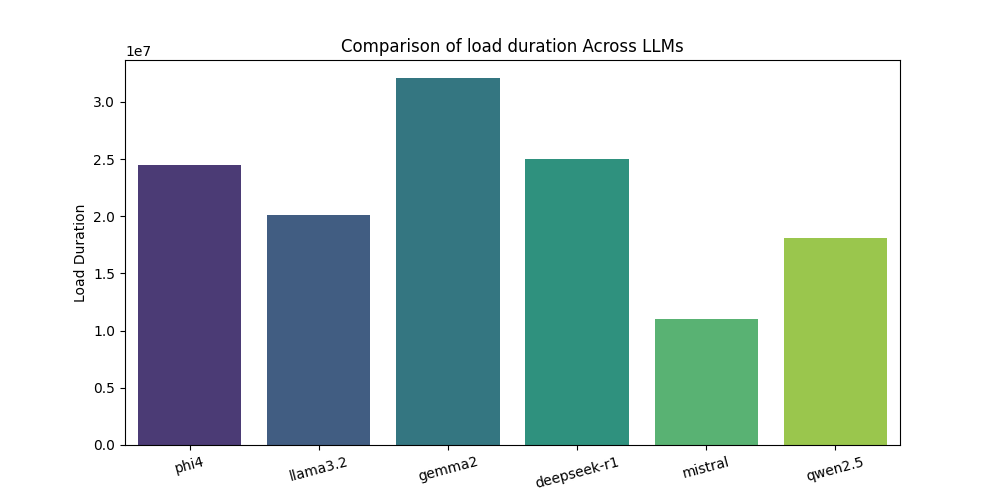 Comparison of load duration Across LLMs
1e7
3.0
2.5
2.0
1.5
1.0
0.5
0.0
Load Duration
phi4
llama3.2
gemma2
deepseek-r1
mistral
qwen2.5